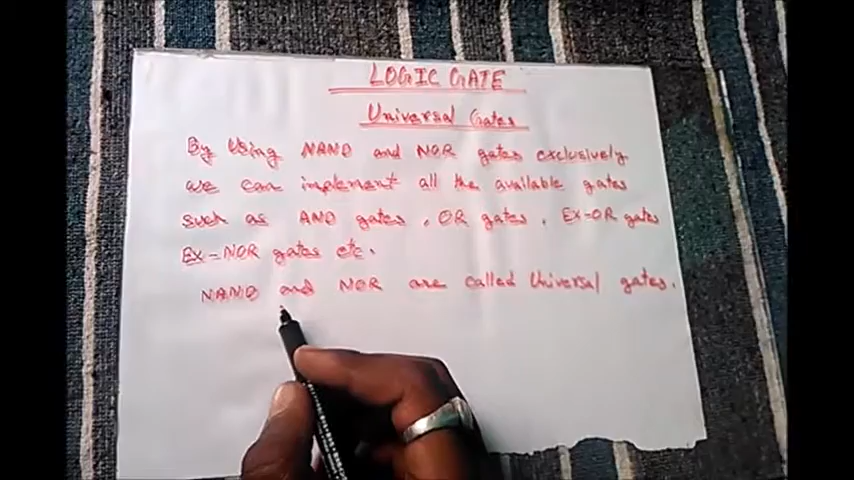 LOGIC GATE
Universal Gates
By Using NAND and NOR gates exclusively
we can implement all the available gates
such as AND gates, OR gates, EX-OR gates
EX-NOR gates etc.
NAND and NOR are called Universal gates.